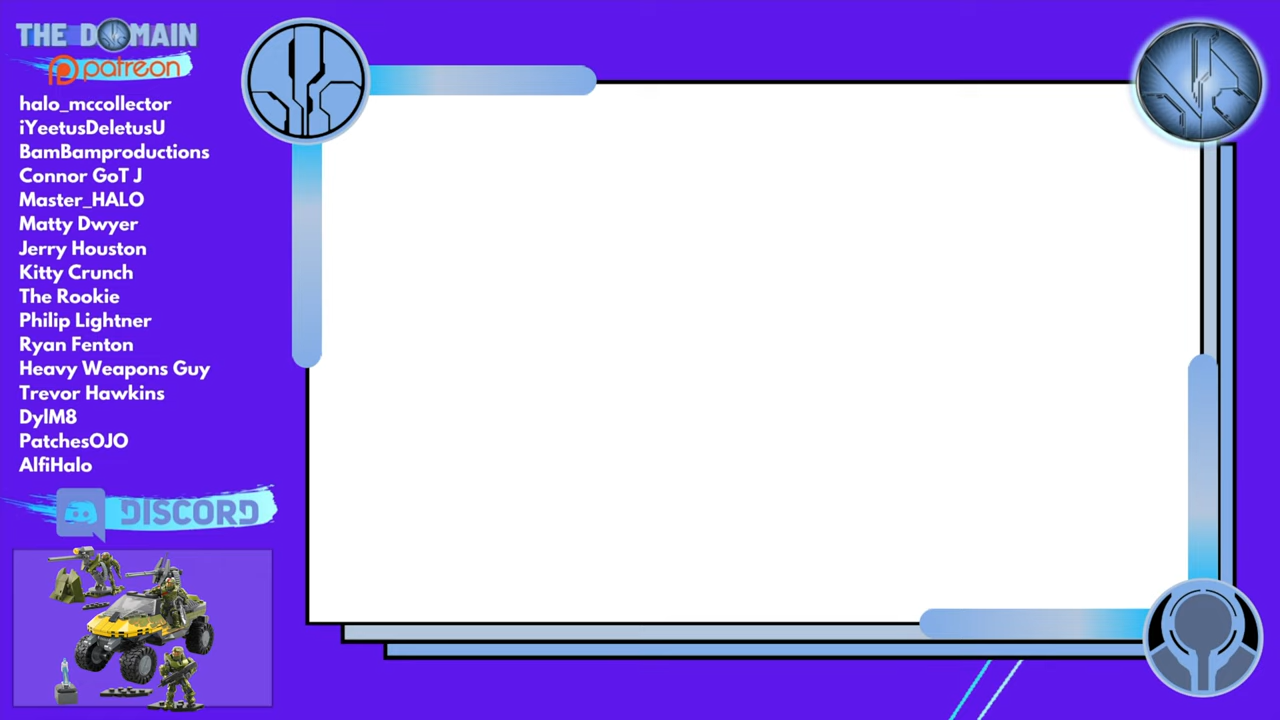 THE DOMAIN
patreon
halo_mccollector
iYeetusDeletusU
BamBamproductions
Connor GoT J
Master_HALO
Matty Dwyer
Jerry Houston
Kitty Crunch
The Rookie
Philip Lightner
Ryan Fenton
Heavy Weapons Guy
Trevor Hawkins
DylM8
PatchesOJO
AlfiHalo
DISCORD